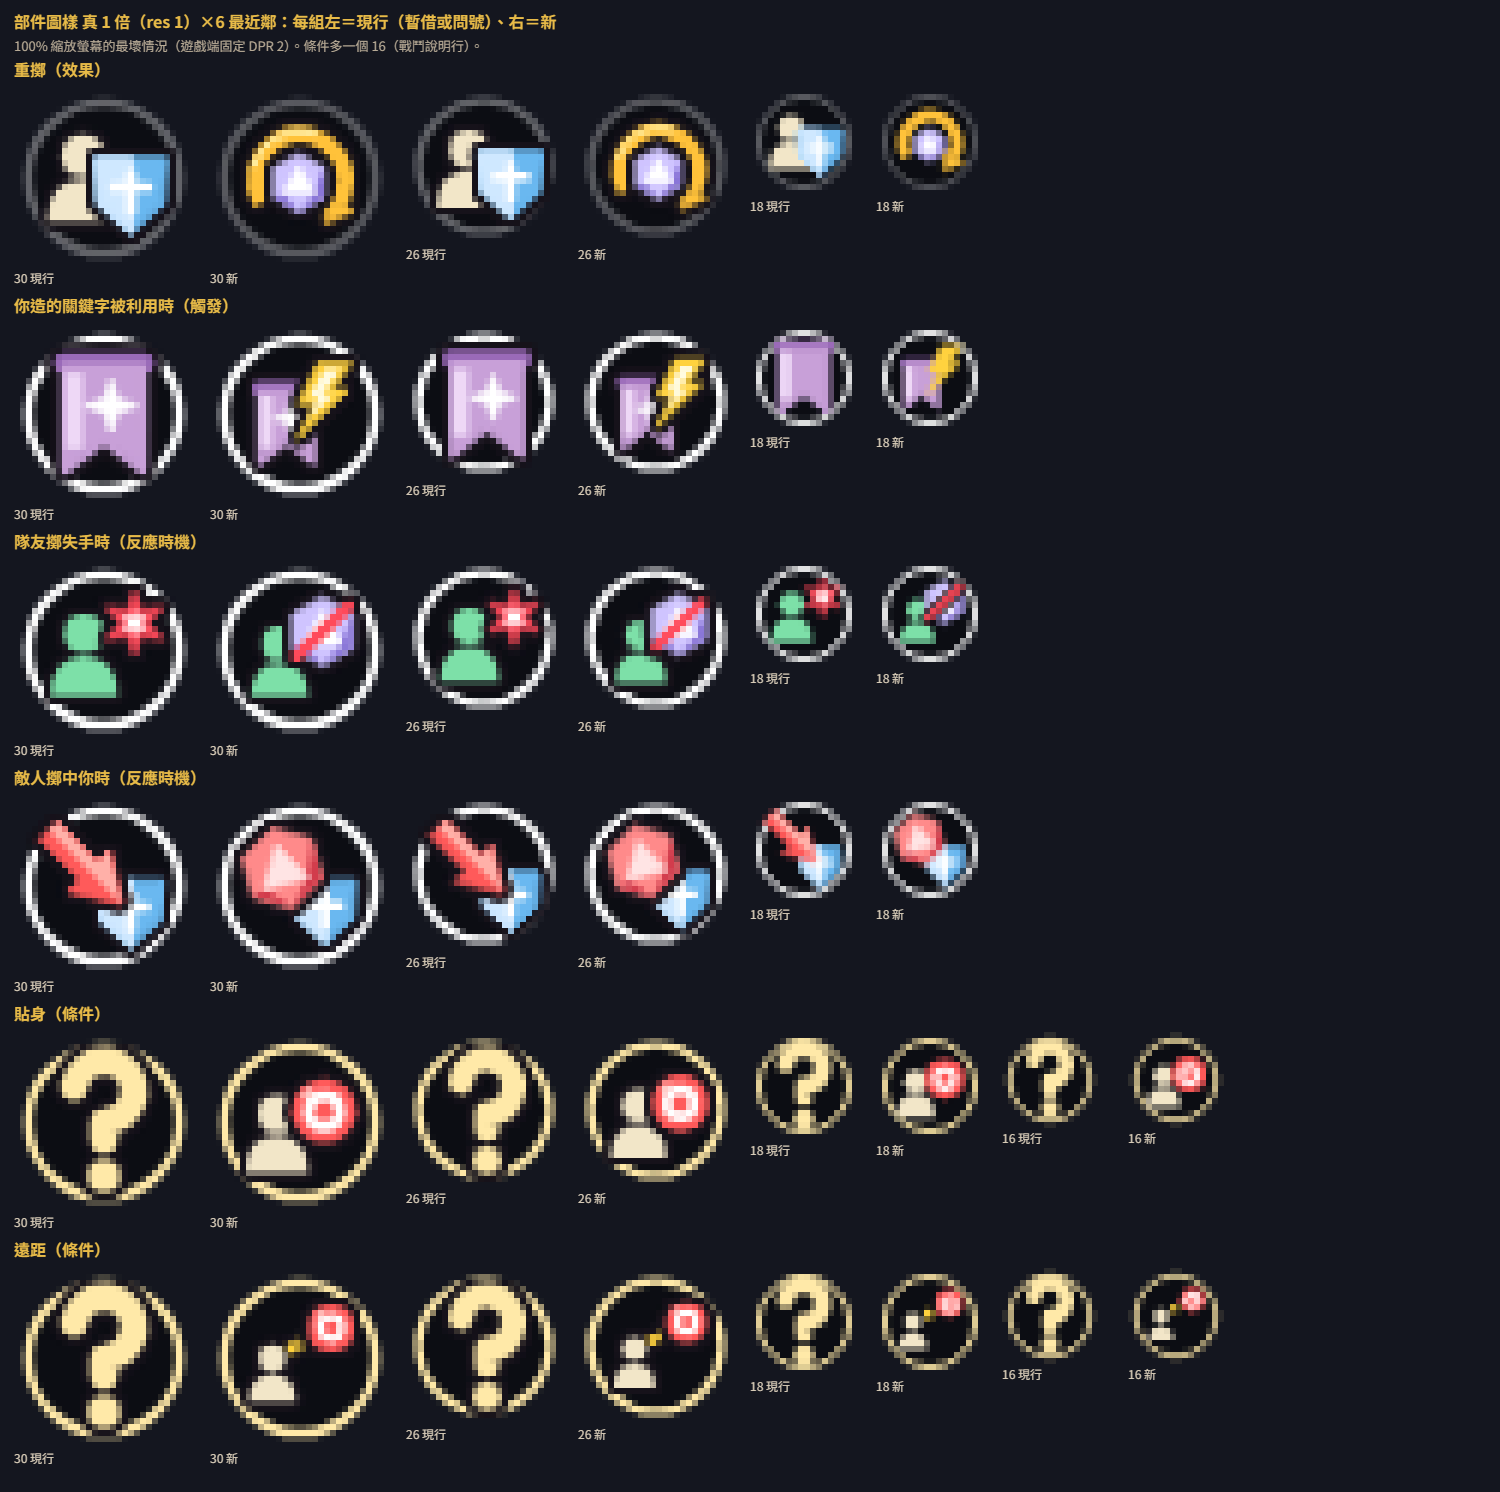 部件圖樣 真 1 倍（res 1）×6 最近鄰：每組左＝現行（暫借或問號）、右＝新
100% 縮放螢幕的最壞情況（遊戲端固定 DPR 2）。條件多一個 16（戰鬥說明行）。
重擲（效果）
30 現行
30 新
26 現行
26 新
18 現行
18 新
你造的關鍵字被利用時（觸發）
30 現行
30 新
26 現行
26 新
18 現行
18 新
隊友擲失手時（反應時機）
30 現行
30 新
26 現行
26 新
18 現行
18 新
敵人擲中你時（反應時機）
30 現行
30 新
26 現行
26 新
18 現行
18 新
貼身（條件）
30 現行
30 新
26 現行
26 新
18 現行
18 新
16 現行
16 新
遠距（條件）
30 現行
30 新
26 現行
26 新
18 現行
18 新
16 現行
16 新